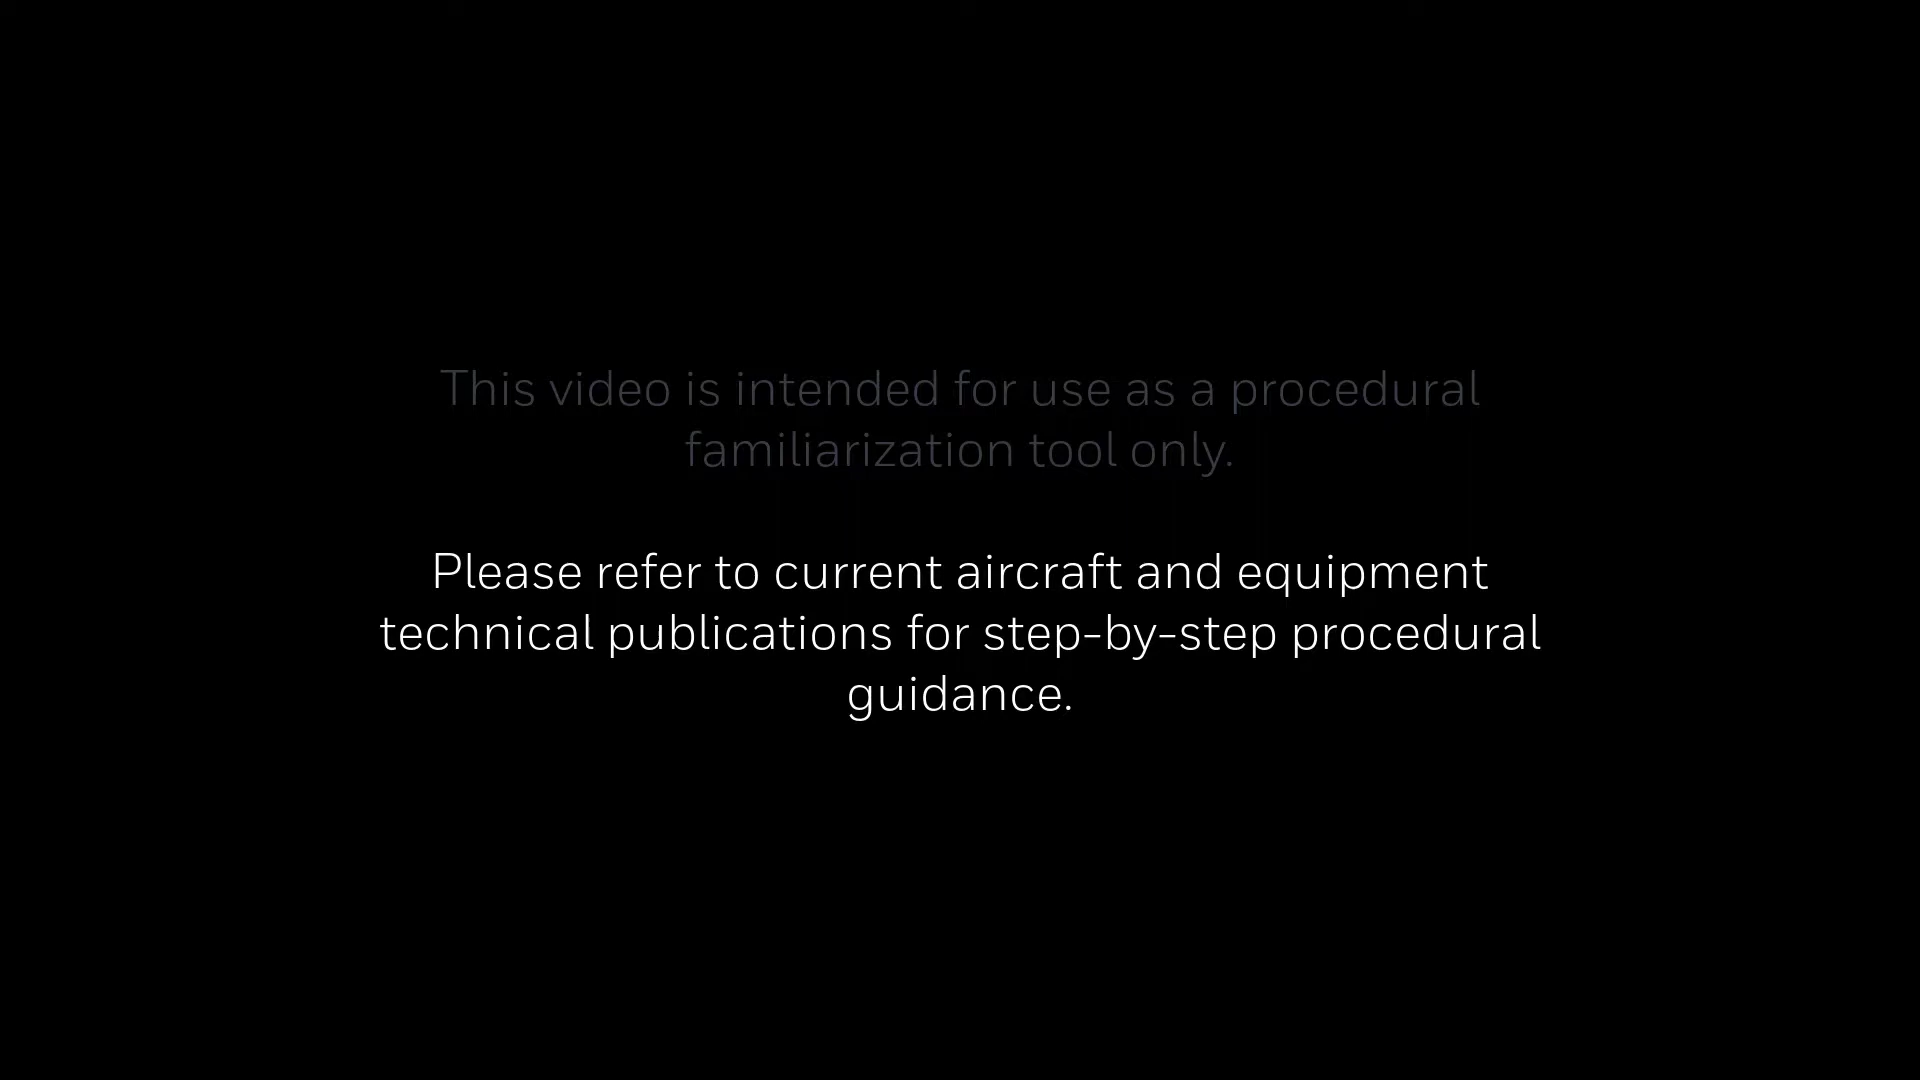 This video is intended for use as a procedural
familiarization tool only.
Please refer to current aircraft and equipment
technical publications for step-by-step procedural
guidance.